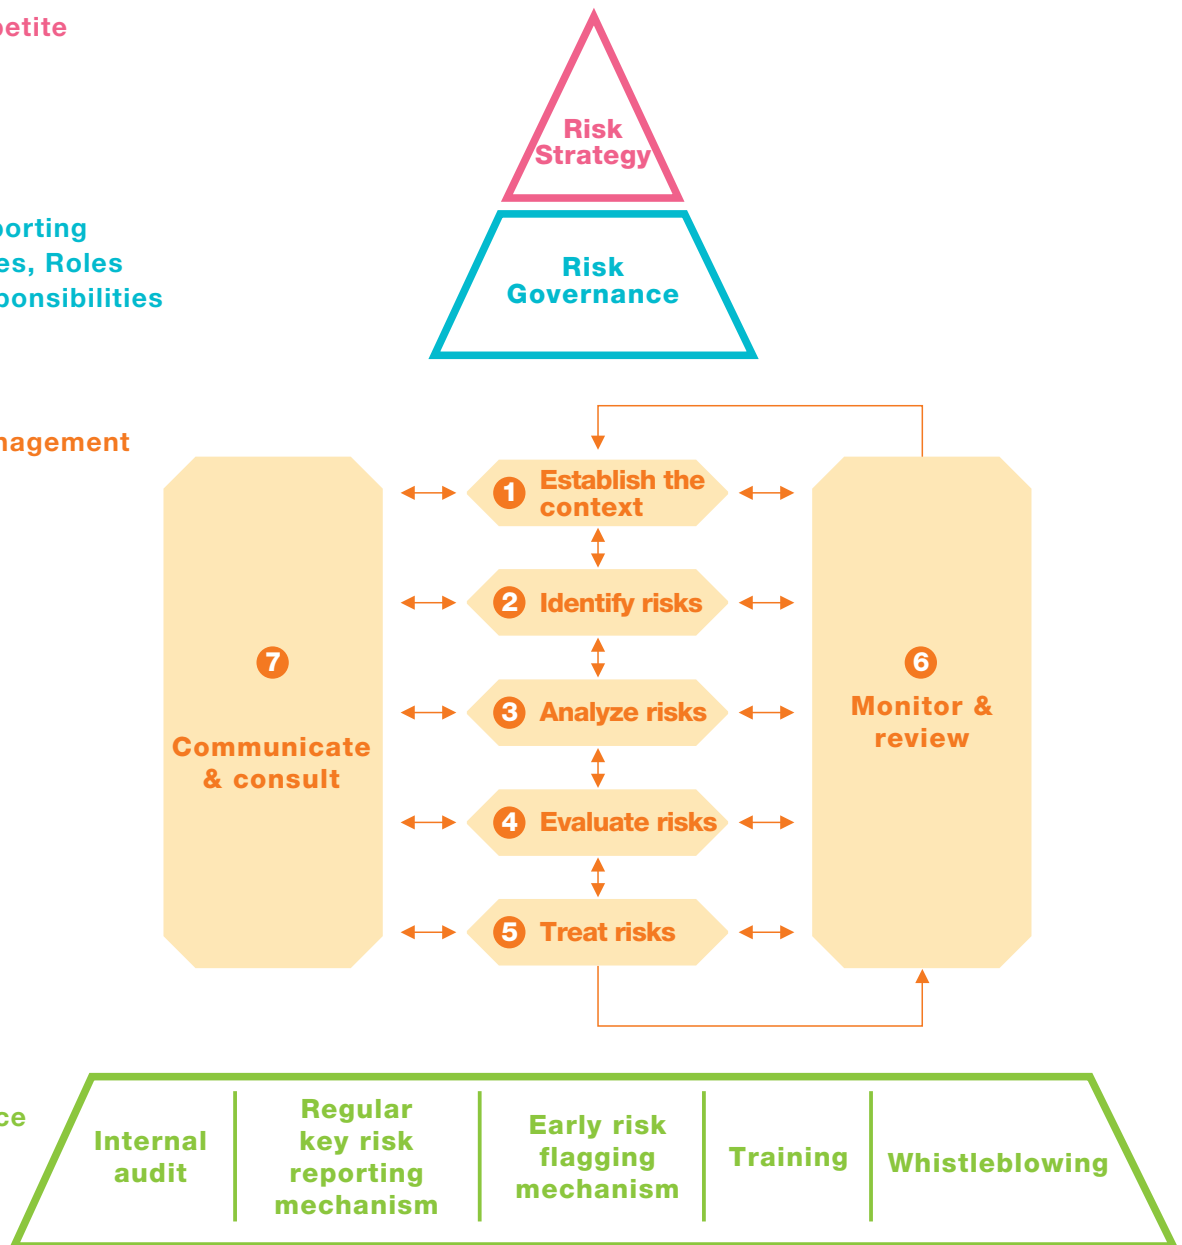 petite
Risk
Strategy
porting
es, Roles
ponsibilities
Risk
Governance
nagement
1 Establish the
context
2 Identify risks
3 Analyze risks
4 Evaluate risks
5 Treat risks
7
Communicate
& consult
6
Monitor &
review
ce
Internal
audit
Regular
key risk
reporting
mechanism
Early risk
flagging
mechanism
Training
Whistleblowing